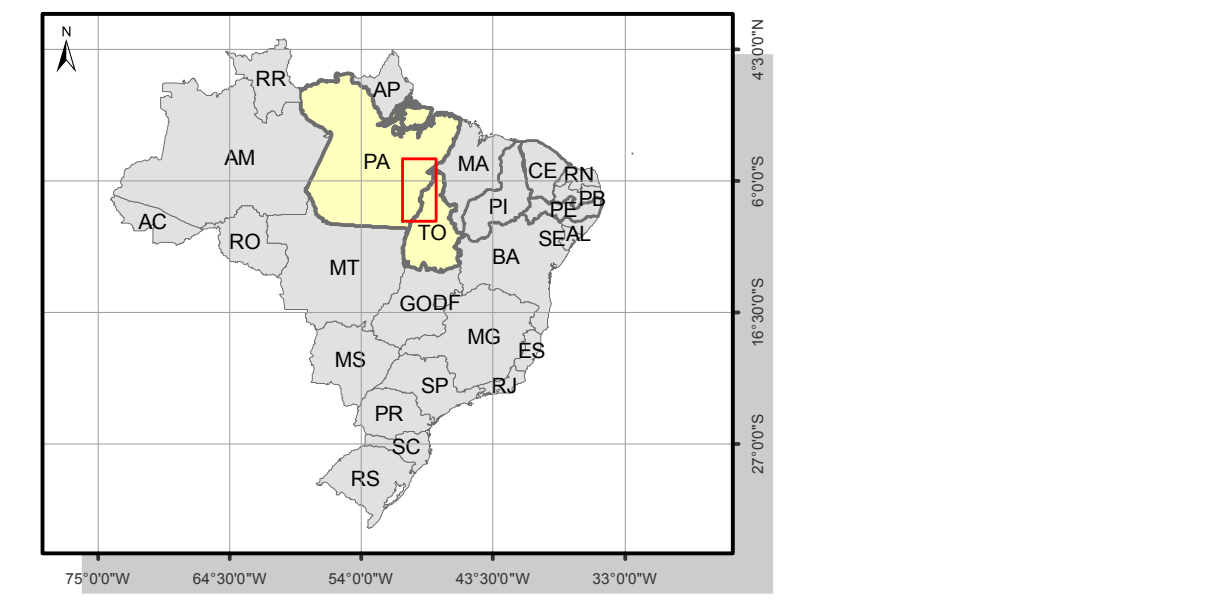 N
4°30'0"N
RR
AP
AM
PA
MA
CE
RN
6°0'0"S
PB
PI
PE
AC
TO
RO
SE
AL
BA
MT
GO
DF
16°30'0"S
MG
ES
MS
SP
RJ
PR
27°0'0"S
SC
RS
75°0'0"W
64°30'0"W
54°0'0"W
43°30'0"W
33°0'0"W